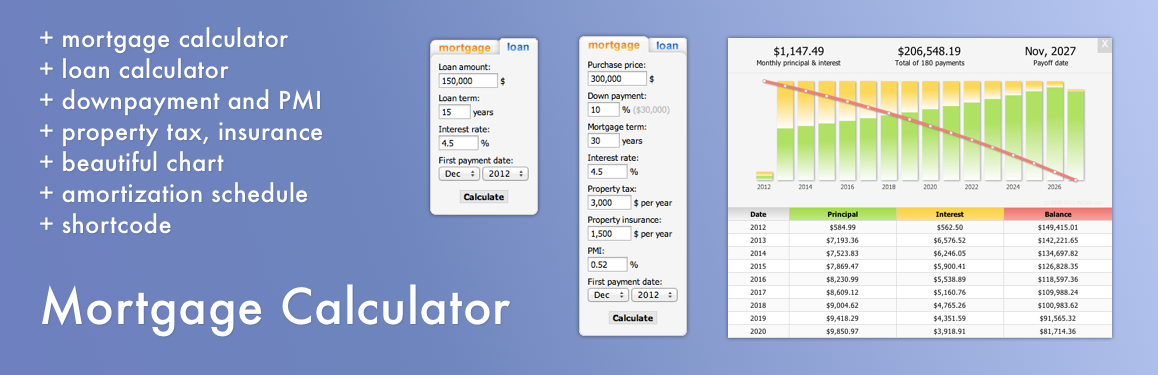 + mortgage calculator
+ loan calculator
+ downpayment and PMI
+ property tax, insurance
+ beautiful chart
+ amortization schedule
+ shortcode
Mortgage Calculator
mortgage loan
Loan amount:
150,000 $
Loan term:
15 years
Interest rate:
4.5 %
First payment date:
Dec 2012
Calculate
mortgage loan
Purchase price:
300,000 $
Down payment:
10 % ($30,000)
Mortgage term:
30 years
Interest rate:
4.5 %
Property tax:
3,000 $ per year
Property insurance:
1,500 $ per year
PMI:
0.52 %
First payment date:
Dec 2012
Calculate
X
$1,147.49 $206,548.19 Nov, 2027
Monthly principal & interest Total of 180 payments Payoff date
2012 2014 2016 2018 2020 2022 2024 2026
Date Principal Interest Balance
2012 $584.99 $562.50 $149,415.01
2013 $7,193.36 $6,576.52 $142,221.65
2014 $7,523.83 $6,246.05 $134,697.82
2015 $7,869.47 $5,900.41 $126,828.35
2016 $8,230.99 $5,538.89 $118,597.36
2017 $8,609.12 $5,160.76 $109,988.24
2018 $9,004.62 $4,765.26 $100,983.62
2019 $9,418.29 $4,351.59 $91,565.32
2020 $9,850.97 $3,918.91 $81,714.36